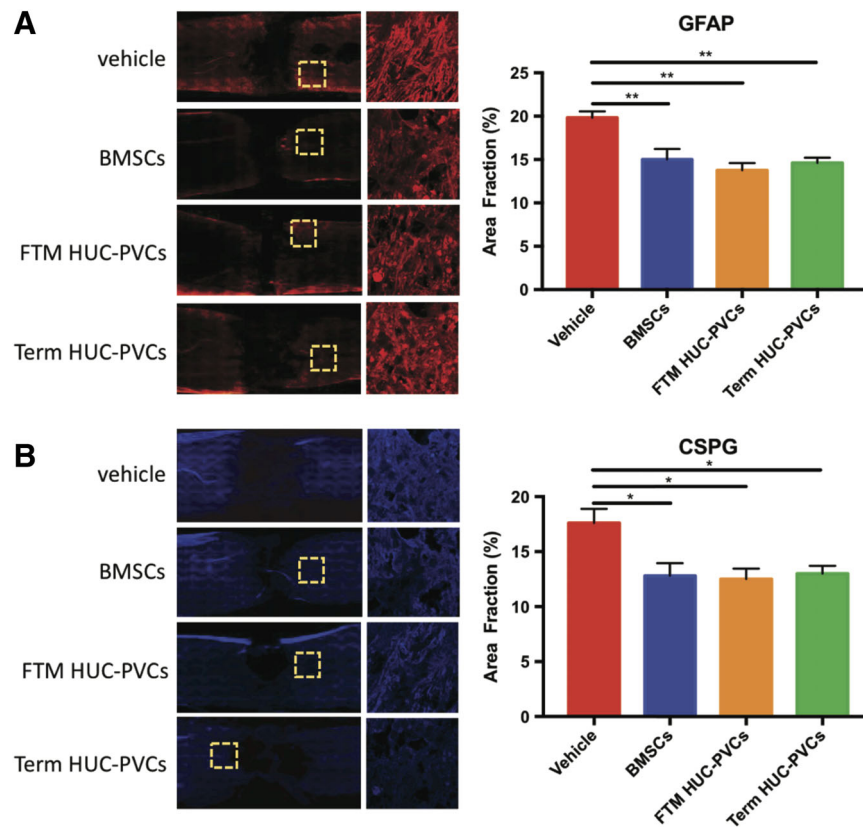 A
vehicle
BMSCs
FTM HUC-PVCs
Term HUC-PVCs
GFAP
**
**
**
Area Fraction (%)
25
20
15
10
5
0
Vehicle
BMSCs
FTM HUC-PVCs
Term HUC-PVCs
B
vehicle
BMSCs
FTM HUC-PVCs
Term HUC-PVCs
CSPG
*
*
*
Area Fraction (%)
20
15
10
5
0
Vehicle
BMSCs
FTM HUC-PVCs
Term HUC-PVCs